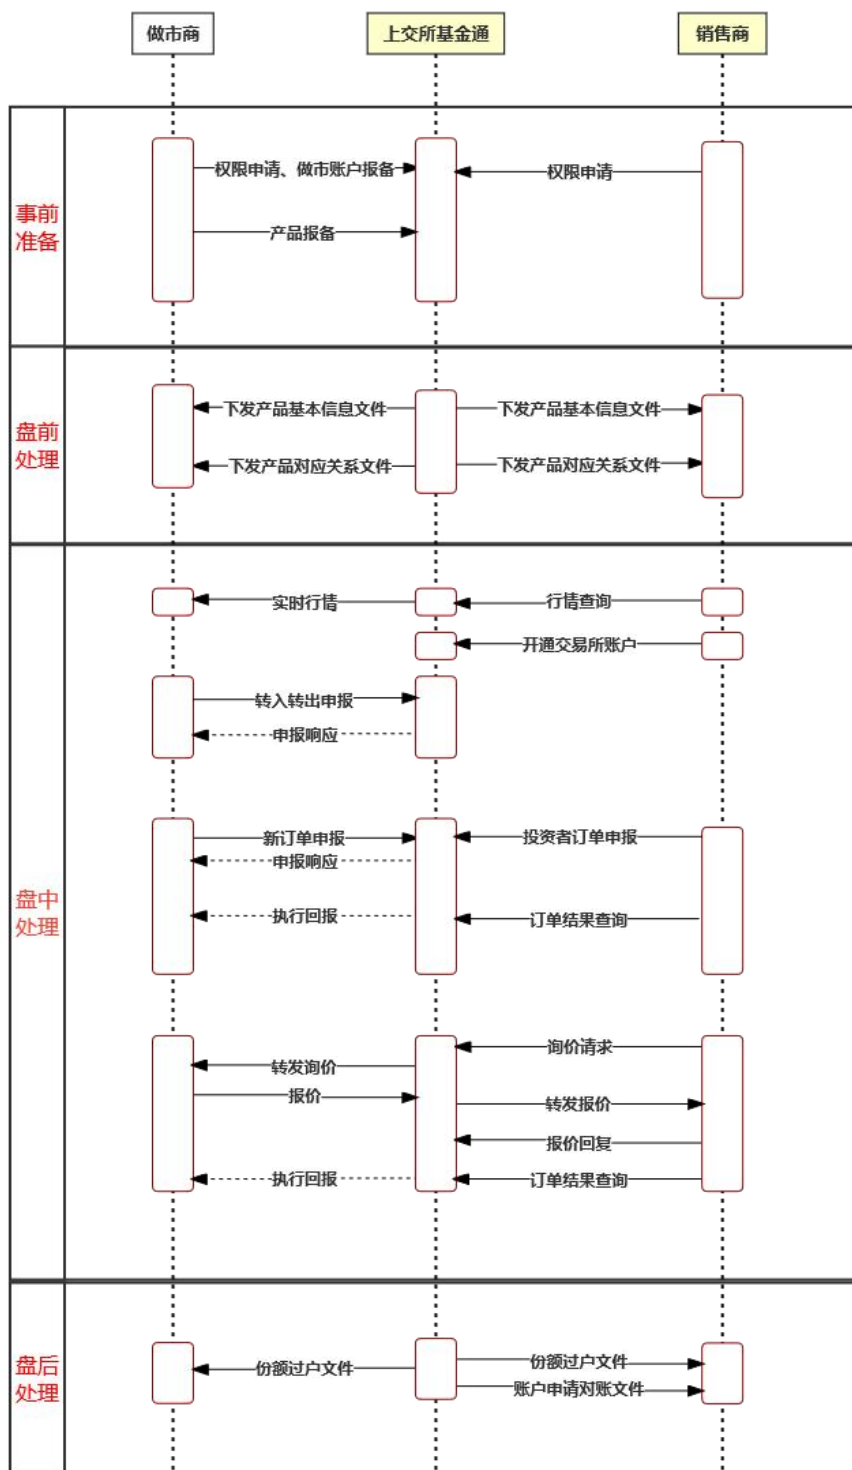 做市商
上交所基金通
销售商
事前
准备
权限申请、做市账户报备
权限申请
产品报备
盘前
处理
下发产品基本信息文件
下发产品基本信息文件
下发产品对应关系文件
下发产品对应关系文件
盘中
处理
实时行情
行情查询
开通交易所账户
转入转出申报
申报响应
新订单申报
投资者订单申报
申报响应
执行回报
订单结果查询
询价请求
转发询价
报价
转发报价
报价回复
执行回报
订单结果查询
盘后
处理
份额过户文件
份额过户文件
账户申请对账文件